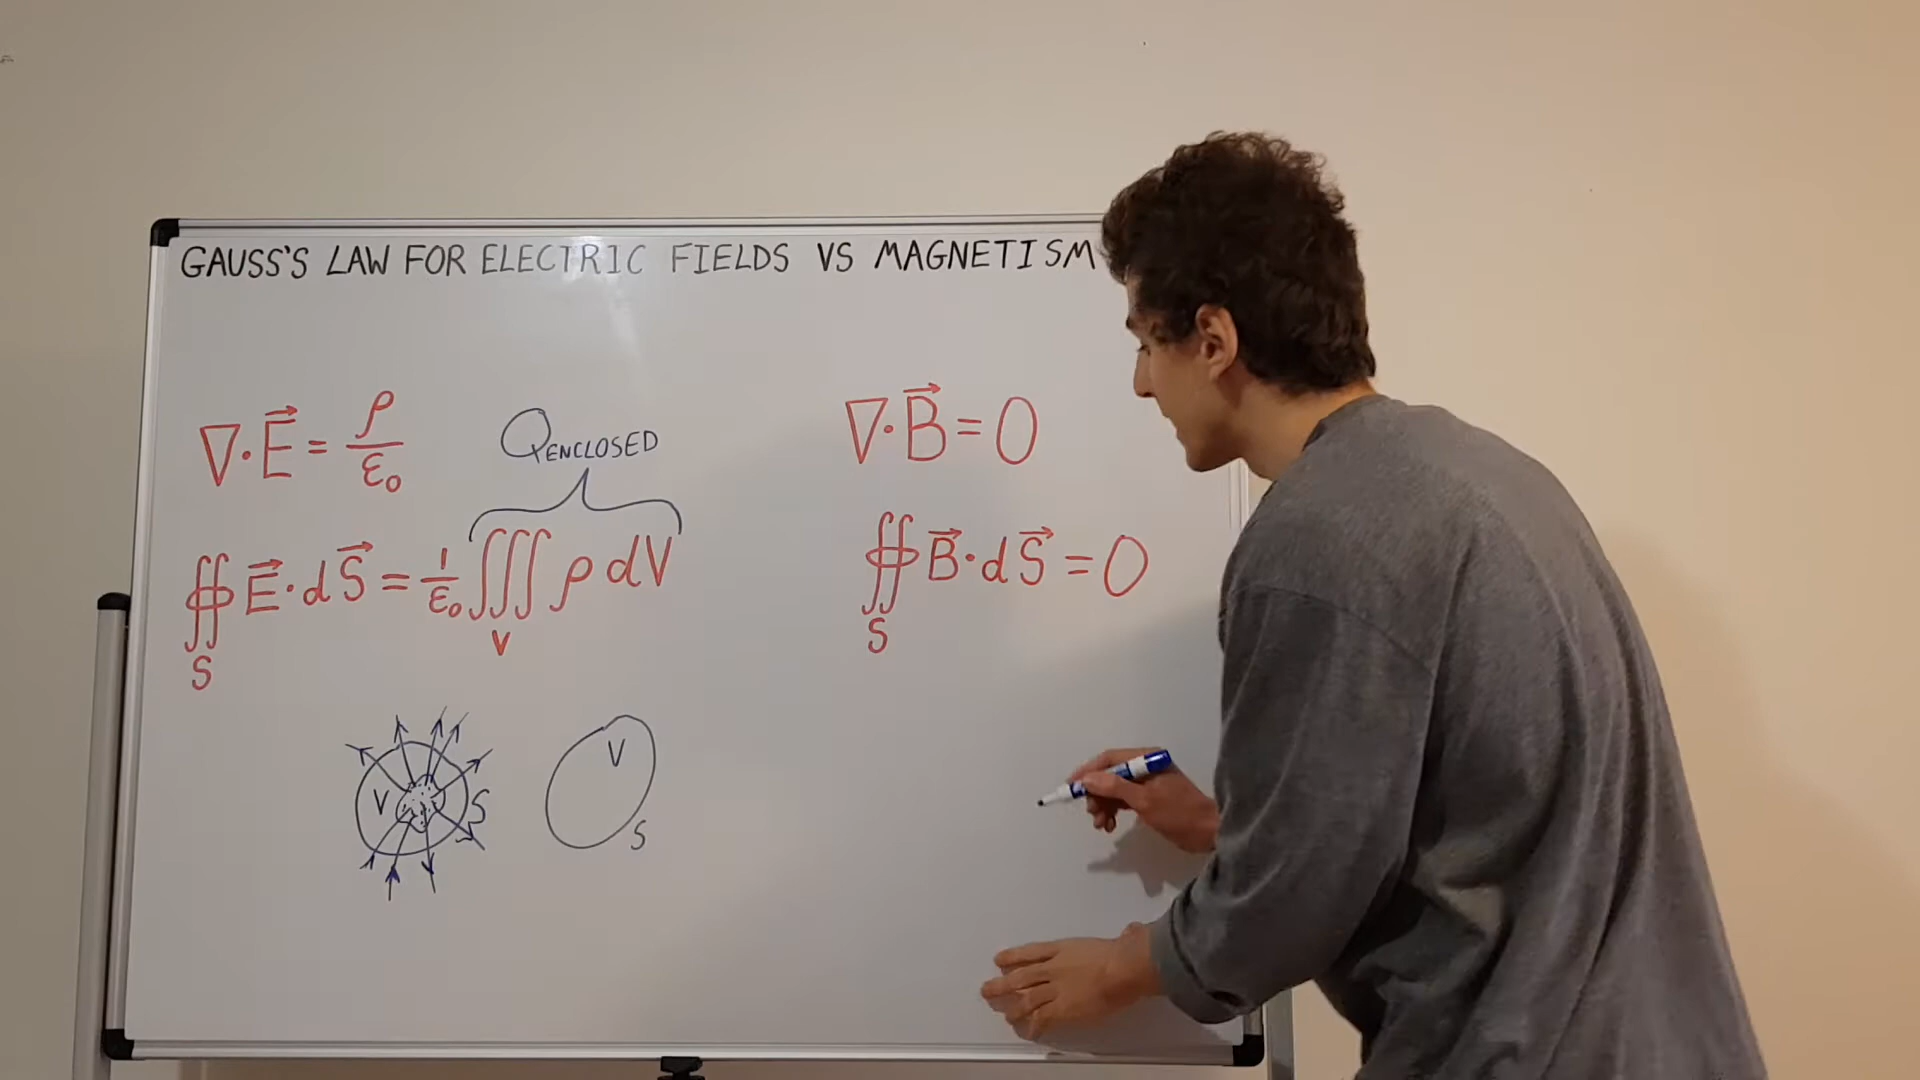 GAUSS'S LAW FOR ELECTRIC FIELDS VS MAGNETISM
∇·E⃗ = ρ/ε₀
Q ENCLOSED
∯ E⃗·dS⃗ = 1/ε₀ ∭ ρ dV
S
V
V
S
V
S
∇·B⃗ = 0
∯ B⃗·dS⃗ = 0
S